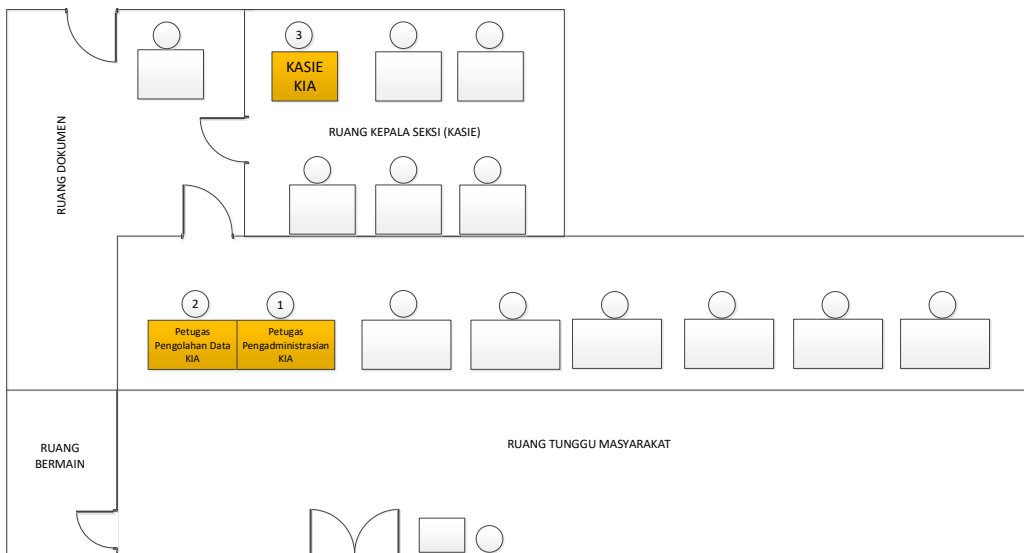 3
KASIE
KIA
RUANG KEPALA SEKSI (KASIE)
RUANG DOKUMEN
2
1
Petugas
Pengolahan Data
KIA
Petugas
Pengadministrasian
KIA
RUANG
BERMAIN
RUANG TUNGGU MASYARAKAT